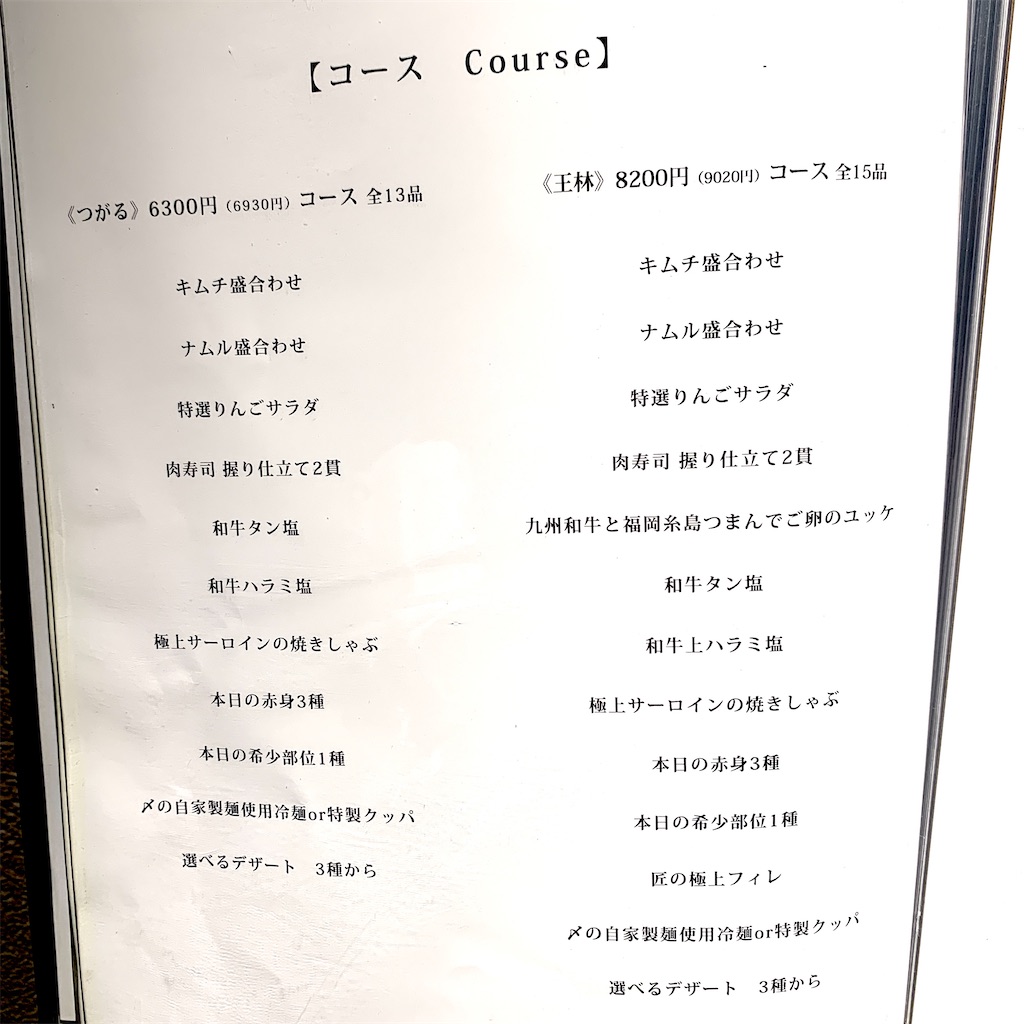 【コース　Course】
《つがる》6300円（6930円）コース 全13品
キムチ盛合わせ
ナムル盛合わせ
特選りんごサラダ
肉寿司 握り仕立て2貫
和牛タン塩
和牛ハラミ塩
極上サーロインの焼きしゃぶ
本日の赤身3種
本日の希少部位1種
〆の自家製麺使用冷麺or特製クッパ
選べるデザート　3種から
《王林》8200円（9020円）コース 全15品
キムチ盛合わせ
ナムル盛合わせ
特選りんごサラダ
肉寿司 握り仕立て2貫
九州和牛と福岡糸島つまんでご卵のユッケ
和牛タン塩
和牛上ハラミ塩
極上サーロインの焼きしゃぶ
本日の赤身3種
本日の希少部位1種
匠の極上フィレ
〆の自家製麺使用冷麺or特製クッパ
選べるデザート　3種から